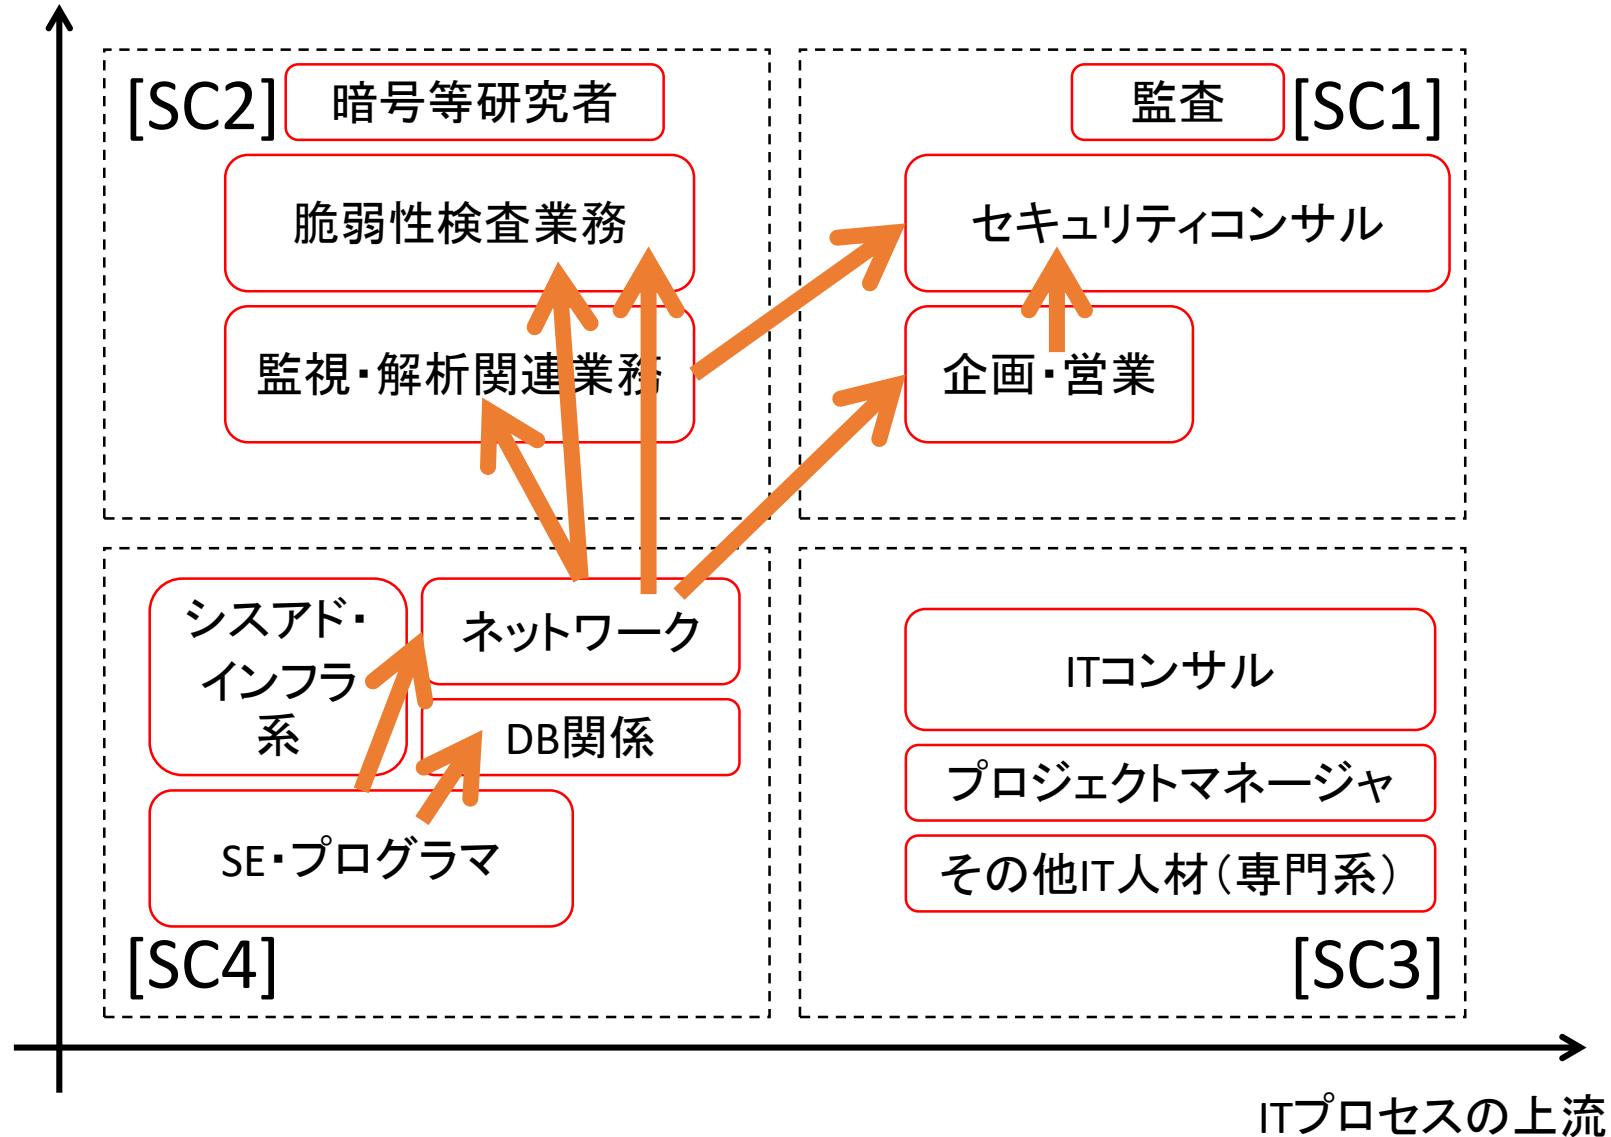 [SC2]
暗号等研究者
脆弱性検査業務
監視・解析関連業務
監査
[SC1]
セキュリティコンサル
企画・営業
シスアド・
インフラ
系
ネットワーク
DB関係
SE・プログラマ
[SC4]
ITコンサル
プロジェクトマネージャ
その他IT人材（専門系）
[SC3]
ITプロセスの上流